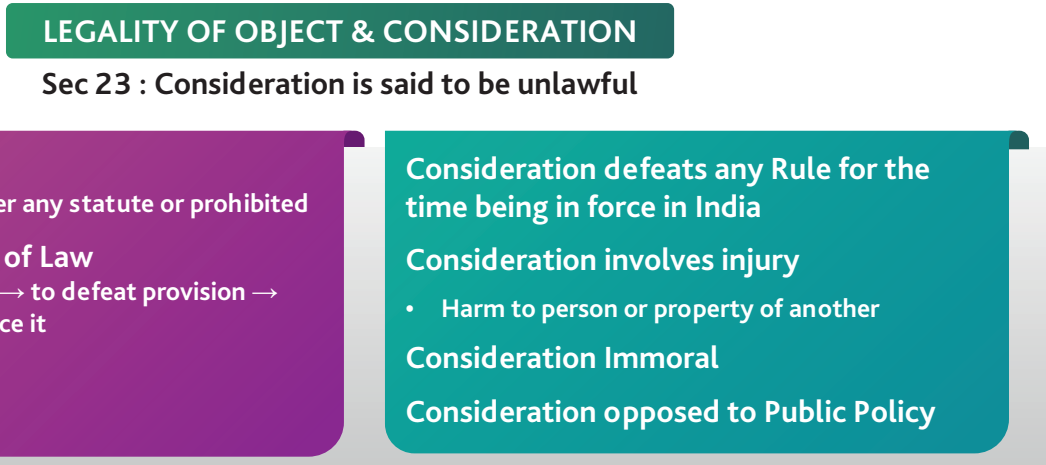 LEGALITY OF OBJECT & CONSIDERATION
Sec 23 : Consideration is said to be unlawful
any statute or prohibited
of Law
→ to defeat provision →
it
Consideration defeats any Rule for the
time being in force in India
Consideration involves injury
• Harm to person or property of another
Consideration Immoral
Consideration opposed to Public Policy